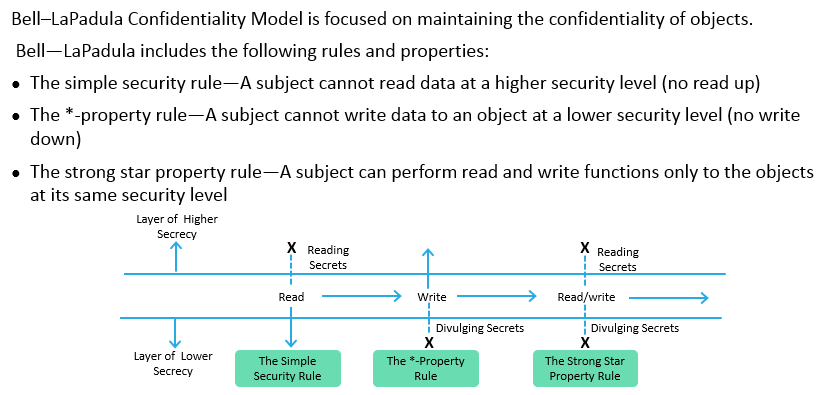 Bell–LaPadula Confidentiality Model is focused on maintaining the confidentiality of objects.
Bell—LaPadula includes the following rules and properties:
• The simple security rule—A subject cannot read data at a higher security level (no read up)
• The *-property rule—A subject cannot write data to an object at a lower security level (no write
down)
• The strong star property rule—A subject can perform read and write functions only to the objects
at its same security level
Layer of Higher
Secrecy
X Reading
Secrets
X Reading
Secrets
Read
Write
Read/write
Divulging Secrets
X
Divulging Secrets
X
Layer of Lower
Secrecy
The Simple
Security Rule
The *-Property
Rule
The Strong Star
Property Rule